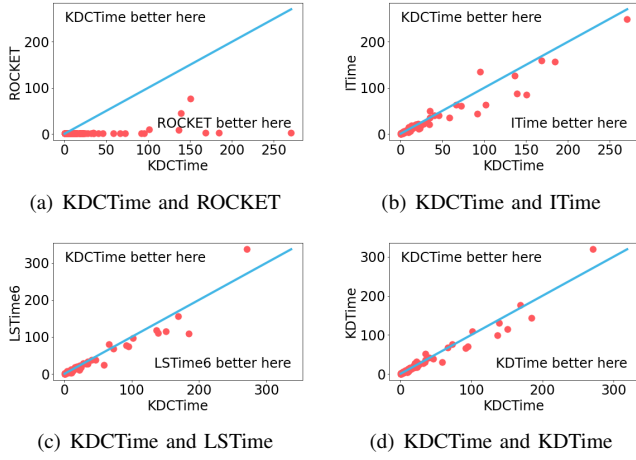 KDCTime better here
ROCKET
200
100
0
ROCKET better here
0 50 100 150 200 250
KDCTime
(a) KDCTime and ROCKET
KDCTime better here
ITime
200
100
0
ITime better here
0 50 100 150 200 250
KDCTime
(b) KDCTime and ITime
KDCTime better here
LSTime6
300
200
100
0
LSTime6 better here
0 100 200 300
KDCTime
(c) KDCTime and LSTime
KDCTime better here
KDTime
300
200
100
0
KDTime better here
0 100 200 300
KDCTime
(d) KDCTime and KDTime